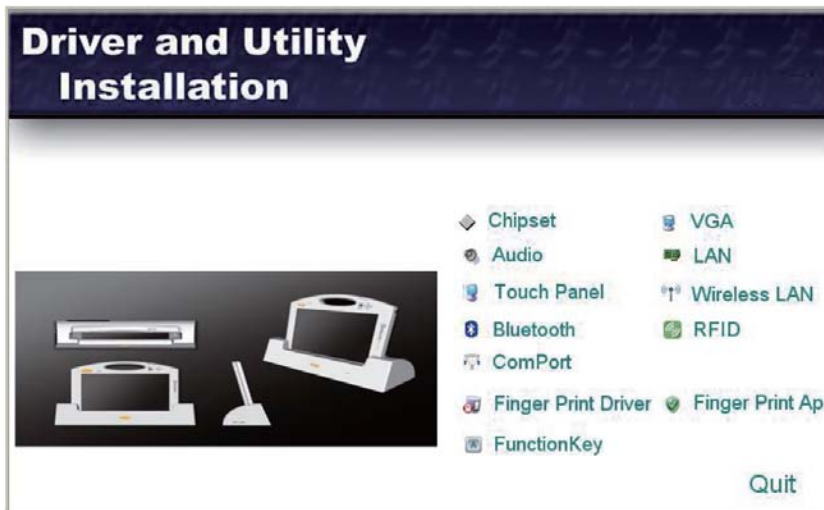 Driver and Utility
Installation
Chipset
VGA
Audio
LAN
Touch Panel
Wireless LAN
Bluetooth
RFID
ComPort
Finger Print Driver
Finger Print Ap
FunctionKey
Quit